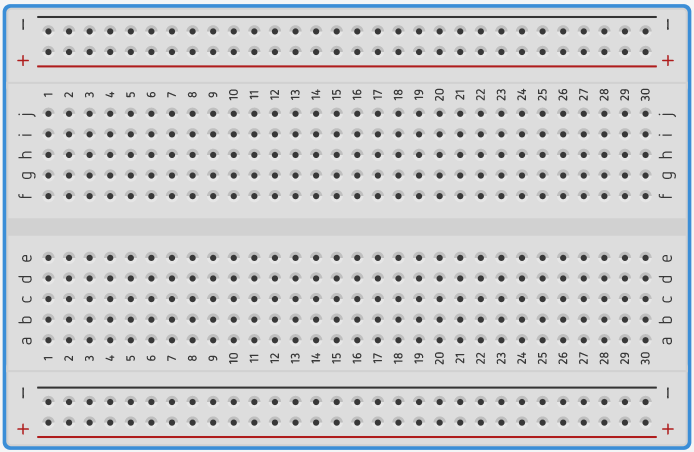 − −
+ +
1 2 3 4 5 6 7 8 9 10 11 12 13 14 15 16 17 18 19 20 21 22 23 24 25 26 27 28 29 30
j j
i i
h h
g g
f f
e e
d d
c c
b b
a a
1 2 3 4 5 6 7 8 9 10 11 12 13 14 15 16 17 18 19 20 21 22 23 24 25 26 27 28 29 30
− −
+ +